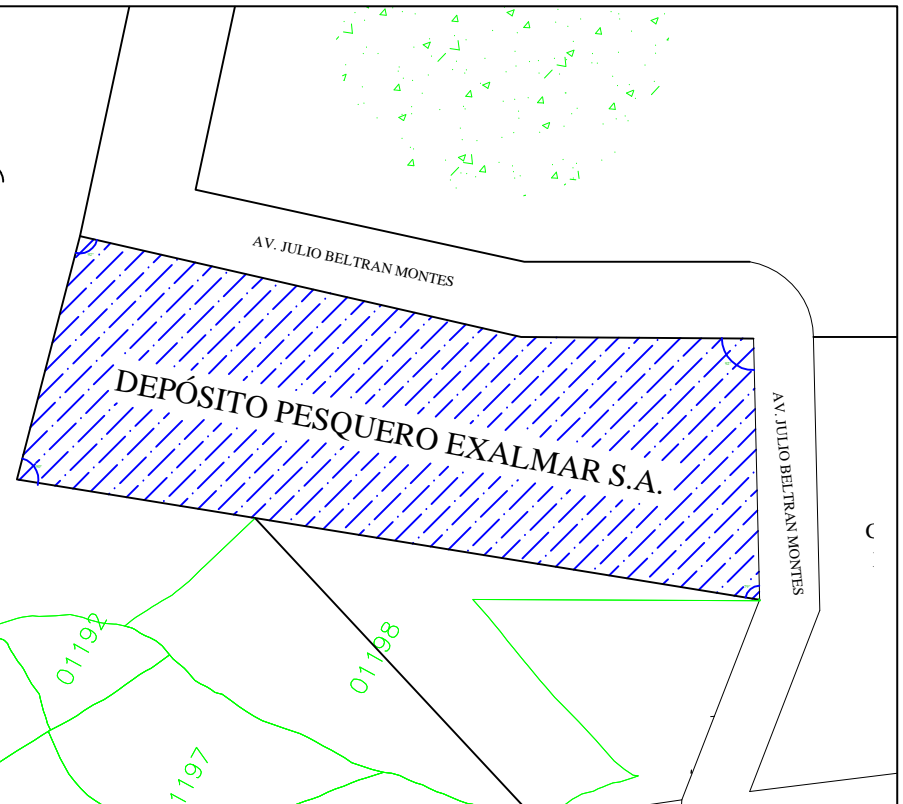 AV. JULIO BELTRAN MONTES
DEPÓSITO PESQUERO EXALMAR S.A.
AV. JULIO BELTRAN MONTES
01192
01198
1197